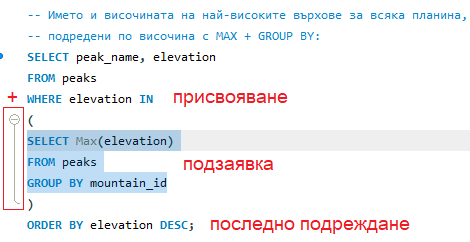 -- Името и височината на най-високите върхове за всяка планина,
-- подредени по височина с MAX + GROUP BY:
SELECT peak_name, elevation
FROM peaks
WHERE elevation IN присвояване
(
SELECT Max(elevation)
FROM peaks подзаявка
GROUP BY mountain_id
)
ORDER BY elevation DESC; последно подреждане